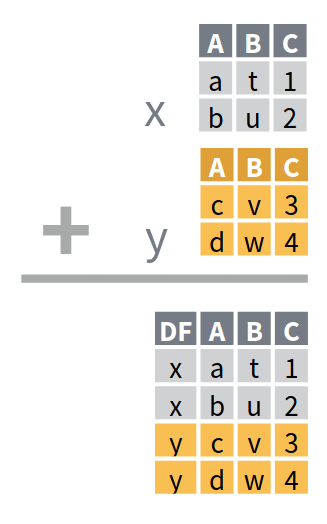 A B C
a t 1
x
b u 2
A B C
c v 3
+ y
d w 4
DF A B C
x a t 1
x b u 2
y c v 3
y d w 4